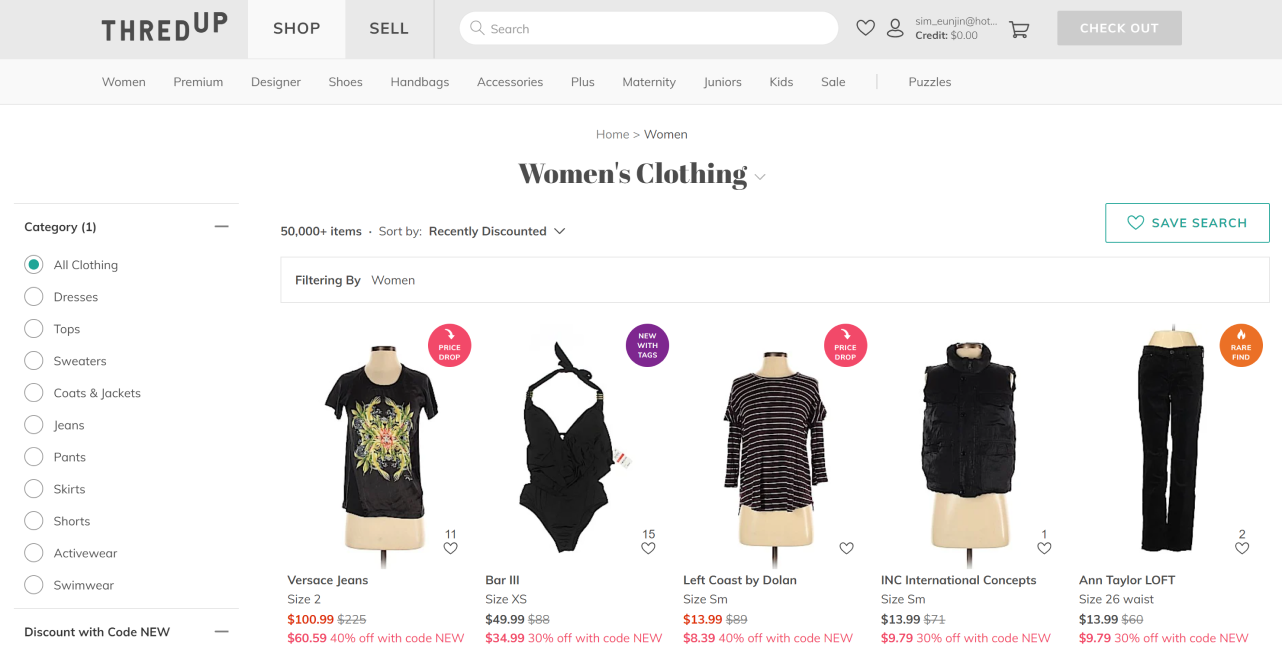 THREDUP
SHOP
SELL
Search
sim_eunjin@hot...
Credit: $0.00
CHECK OUT
Women Premium Designer Shoes Handbags Accessories Plus Maternity Juniors Kids Sale | Puzzles
Home > Women
Women's Clothing
Category (1)
All Clothing
Dresses
Tops
Sweaters
Coats & Jackets
Jeans
Pants
Skirts
Shorts
Activewear
Swimwear
Discount with Code NEW
50,000+ items · Sort by: Recently Discounted
SAVE SEARCH
Filtering By Women
PRICE
DROP
11
Versace Jeans
Size 2
$100.99 $225
$60.59 40% off with code NEW
NEW
WITH
TAGS
15
Bar III
Size XS
$49.99 $88
$34.99 30% off with code NEW
PRICE
DROP
Left Coast by Dolan
Size Sm
$13.99 $89
$8.39 40% off with code NEW
1
INC International Concepts
Size Sm
$13.99 $71
$9.79 30% off with code NEW
RARE
FIND
2
Ann Taylor LOFT
Size 26 waist
$13.99 $60
$9.79 30% off with code NEW